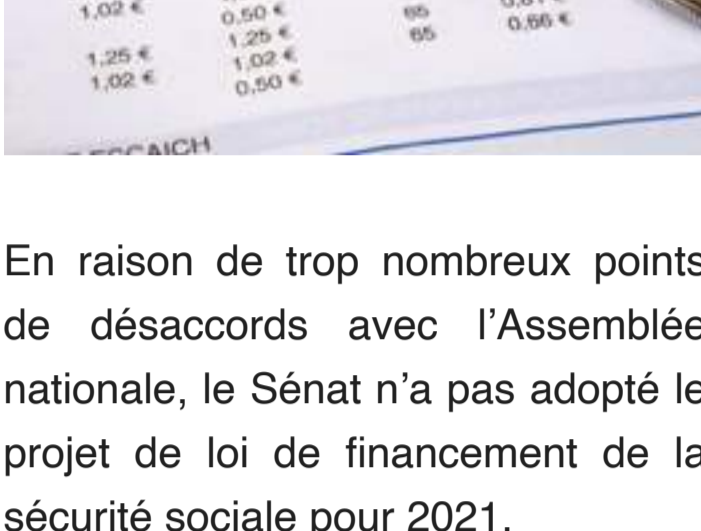 1,02 €
0,50 €
65
1,25 €
65
0,66 €
1,25 €
1,02 €
1,02 €
0,50 €
En raison de trop nombreux points
de désaccords avec l’Assemblée
nationale, le Sénat n’a pas adopté le
projet de loi de financement de la
sécurité sociale pour 2021.